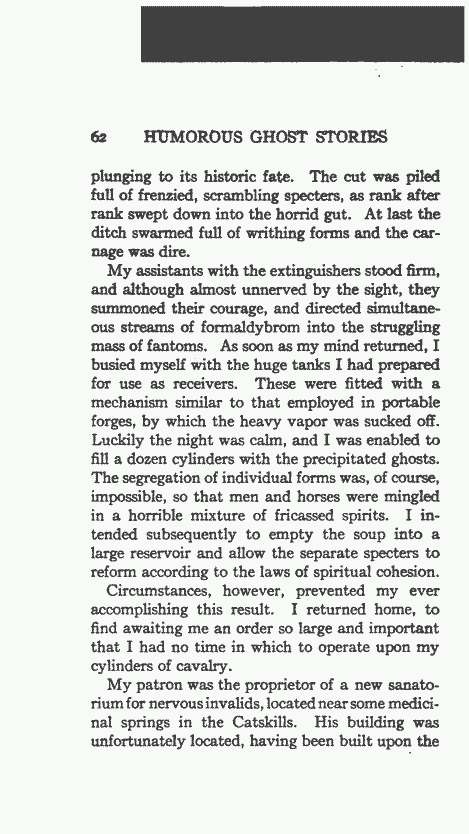 62 HUMOROUS GHOST STORIES
plunging to its historic fate. The cut was piled
full of frenzied, scrambling specters, as rank after
rank swept down into the horrid gut. At last the
ditch swarmed full of writhing forms and the car-
nage was dire.
My assistants with the extinguishers stood firm,
and although almost unnerved by the sight, they
summoned their courage, and directed simultane-
ous streams of formaldybrom into the struggling
mass of fantoms. As soon as my mind returned, I
busied myself with the huge tanks I had prepared
for use as receivers. These were fitted with a
mechanism similar to that employed in portable
forges, by which the heavy vapor was sucked off.
Luckily the night was calm, and I was enabled to
fill a dozen cylinders with the precipitated ghosts.
The segregation of individual forms was, of course,
impossible, so that men and horses were mingled
in a horrible mixture of fricassed spirits. I in-
tended subsequently to empty the soup into a
large reservoir and allow the separate specters to
reform according to the laws of spiritual cohesion.
Circumstances, however, prevented my ever
accomplishing this result. I returned home, to
find awaiting me an order so large and important
that I had no time in which to operate upon my
cylinders of cavalry.
My patron was the proprietor of a new sanato-
rium for nervous invalids, located near some medici-
nal springs in the Catskills. His building was
unfortunately located, having been built upon the